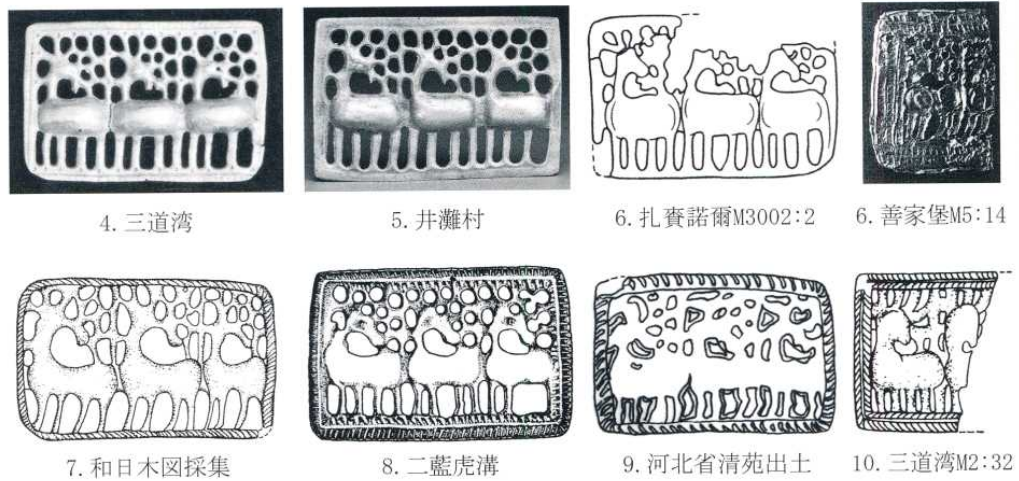 4. 三道湾
5. 井灘村
6. 扎賚諾爾M3002:2
6. 善家堡M5:14
7. 和日木図採集
8. 二藍虎溝
9. 河北省清苑出土
10. 三道湾M2:32